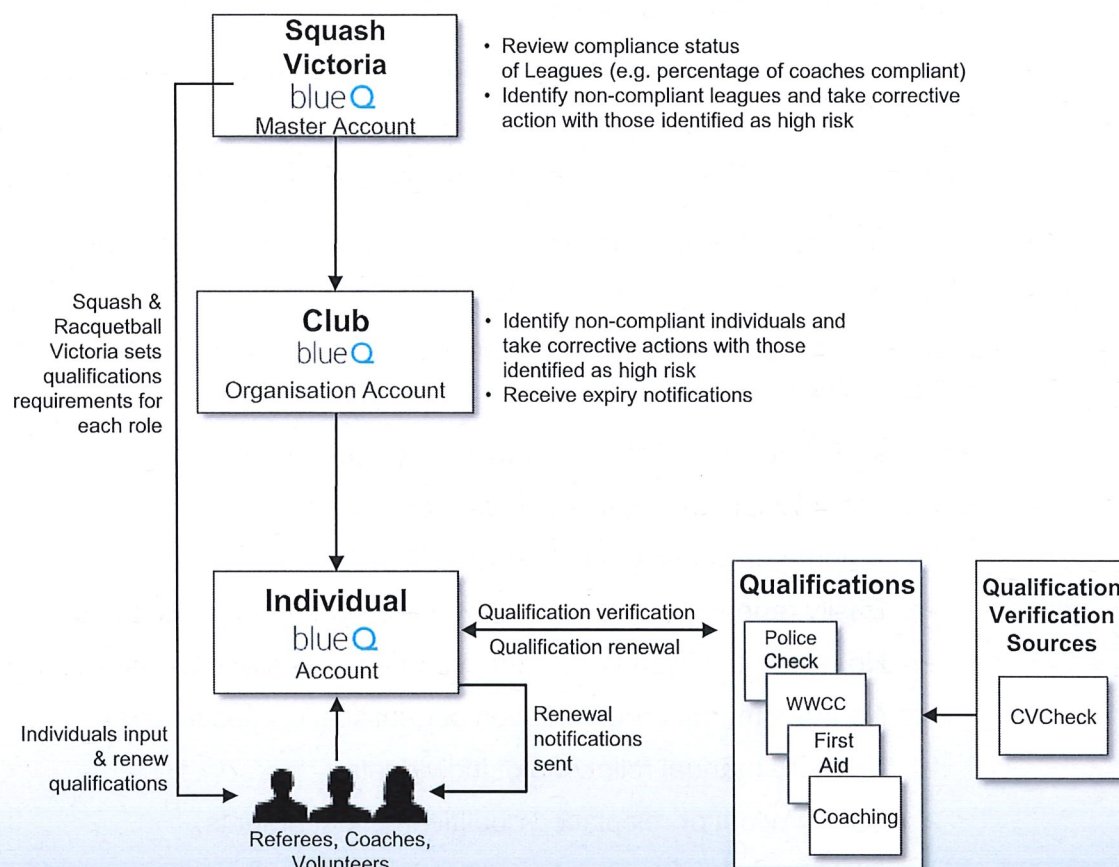 Squash
Victoria
blueQ
Master Account
• Review compliance status
of Leagues (e.g. percentage of coaches compliant)
• Identify non-compliant leagues and take corrective
action with those identified as high risk
Squash &
Racquetball
Victoria sets
qualifications
requirements for
each role
Club
blueQ
Organisation Account
• Identify non-compliant individuals and
take corrective actions with those
identified as high risk
• Receive expiry notifications
Individual
blueQ
Account
Qualification verification
Qualification renewal
Renewal
notifications
sent
Individuals input
& renew
qualifications
Referees, Coaches,
Volunteers
Qualifications
Police
Check
WWCC
First
Aid
Coaching
Qualification
Verification
Sources
CVCheck